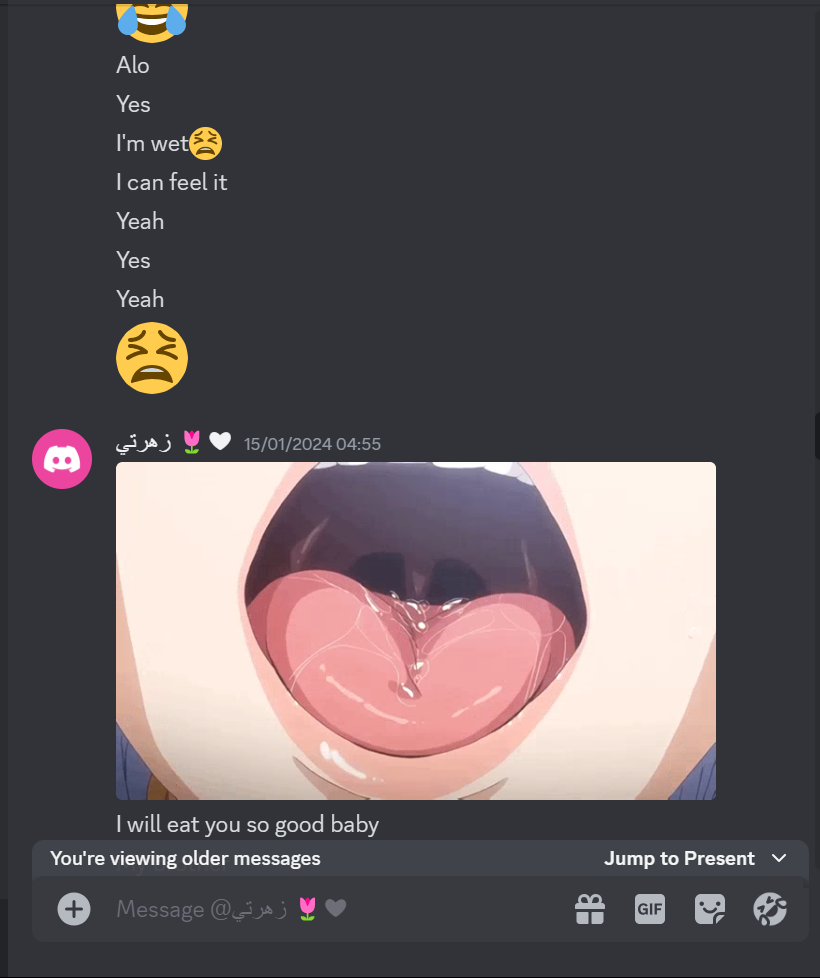 Alo
Yes
I'm wet😫
I can feel it
Yeah
Yes
Yeah
😫
زهرتي 🌷🤍 15/01/2024 04:55
I will eat you so good baby
You're viewing older messages
Jump to Present
Message @زهرتي 🌷🤍
GIF